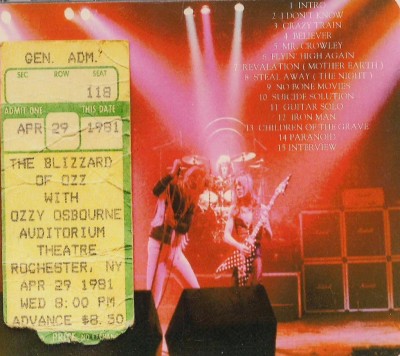 GEN. ADM.
SEC ROW SEAT
118
ADMIT ONE THIS DATE
APR 29 1981
THE BLIZZARD
OF OZZ
WITH
OZZY OSBOURNE
AUDITORIUM
THEATRE
ROCHESTER, NY
APR 29 1981
WED 8:00 PM
ADVANCE $8.50
1 INTRO
2 I DON'T KNOW
3 CRAZY TRAIN
4 BELIEVER
5 MR. CROWLEY
6 FLYIN' HIGH AGAIN
7 REVALATION ( MOTHER EARTH )
8 STEAL AWAY ( THE NIGHT )
9 NO BONE MOVIES
10 SUICIDE SOLUTION
11 GUITAR SOLO
12 IRON MAN
13 CHILDREN OF THE GRAVE
14 PARANOID
15 INTERVIEW